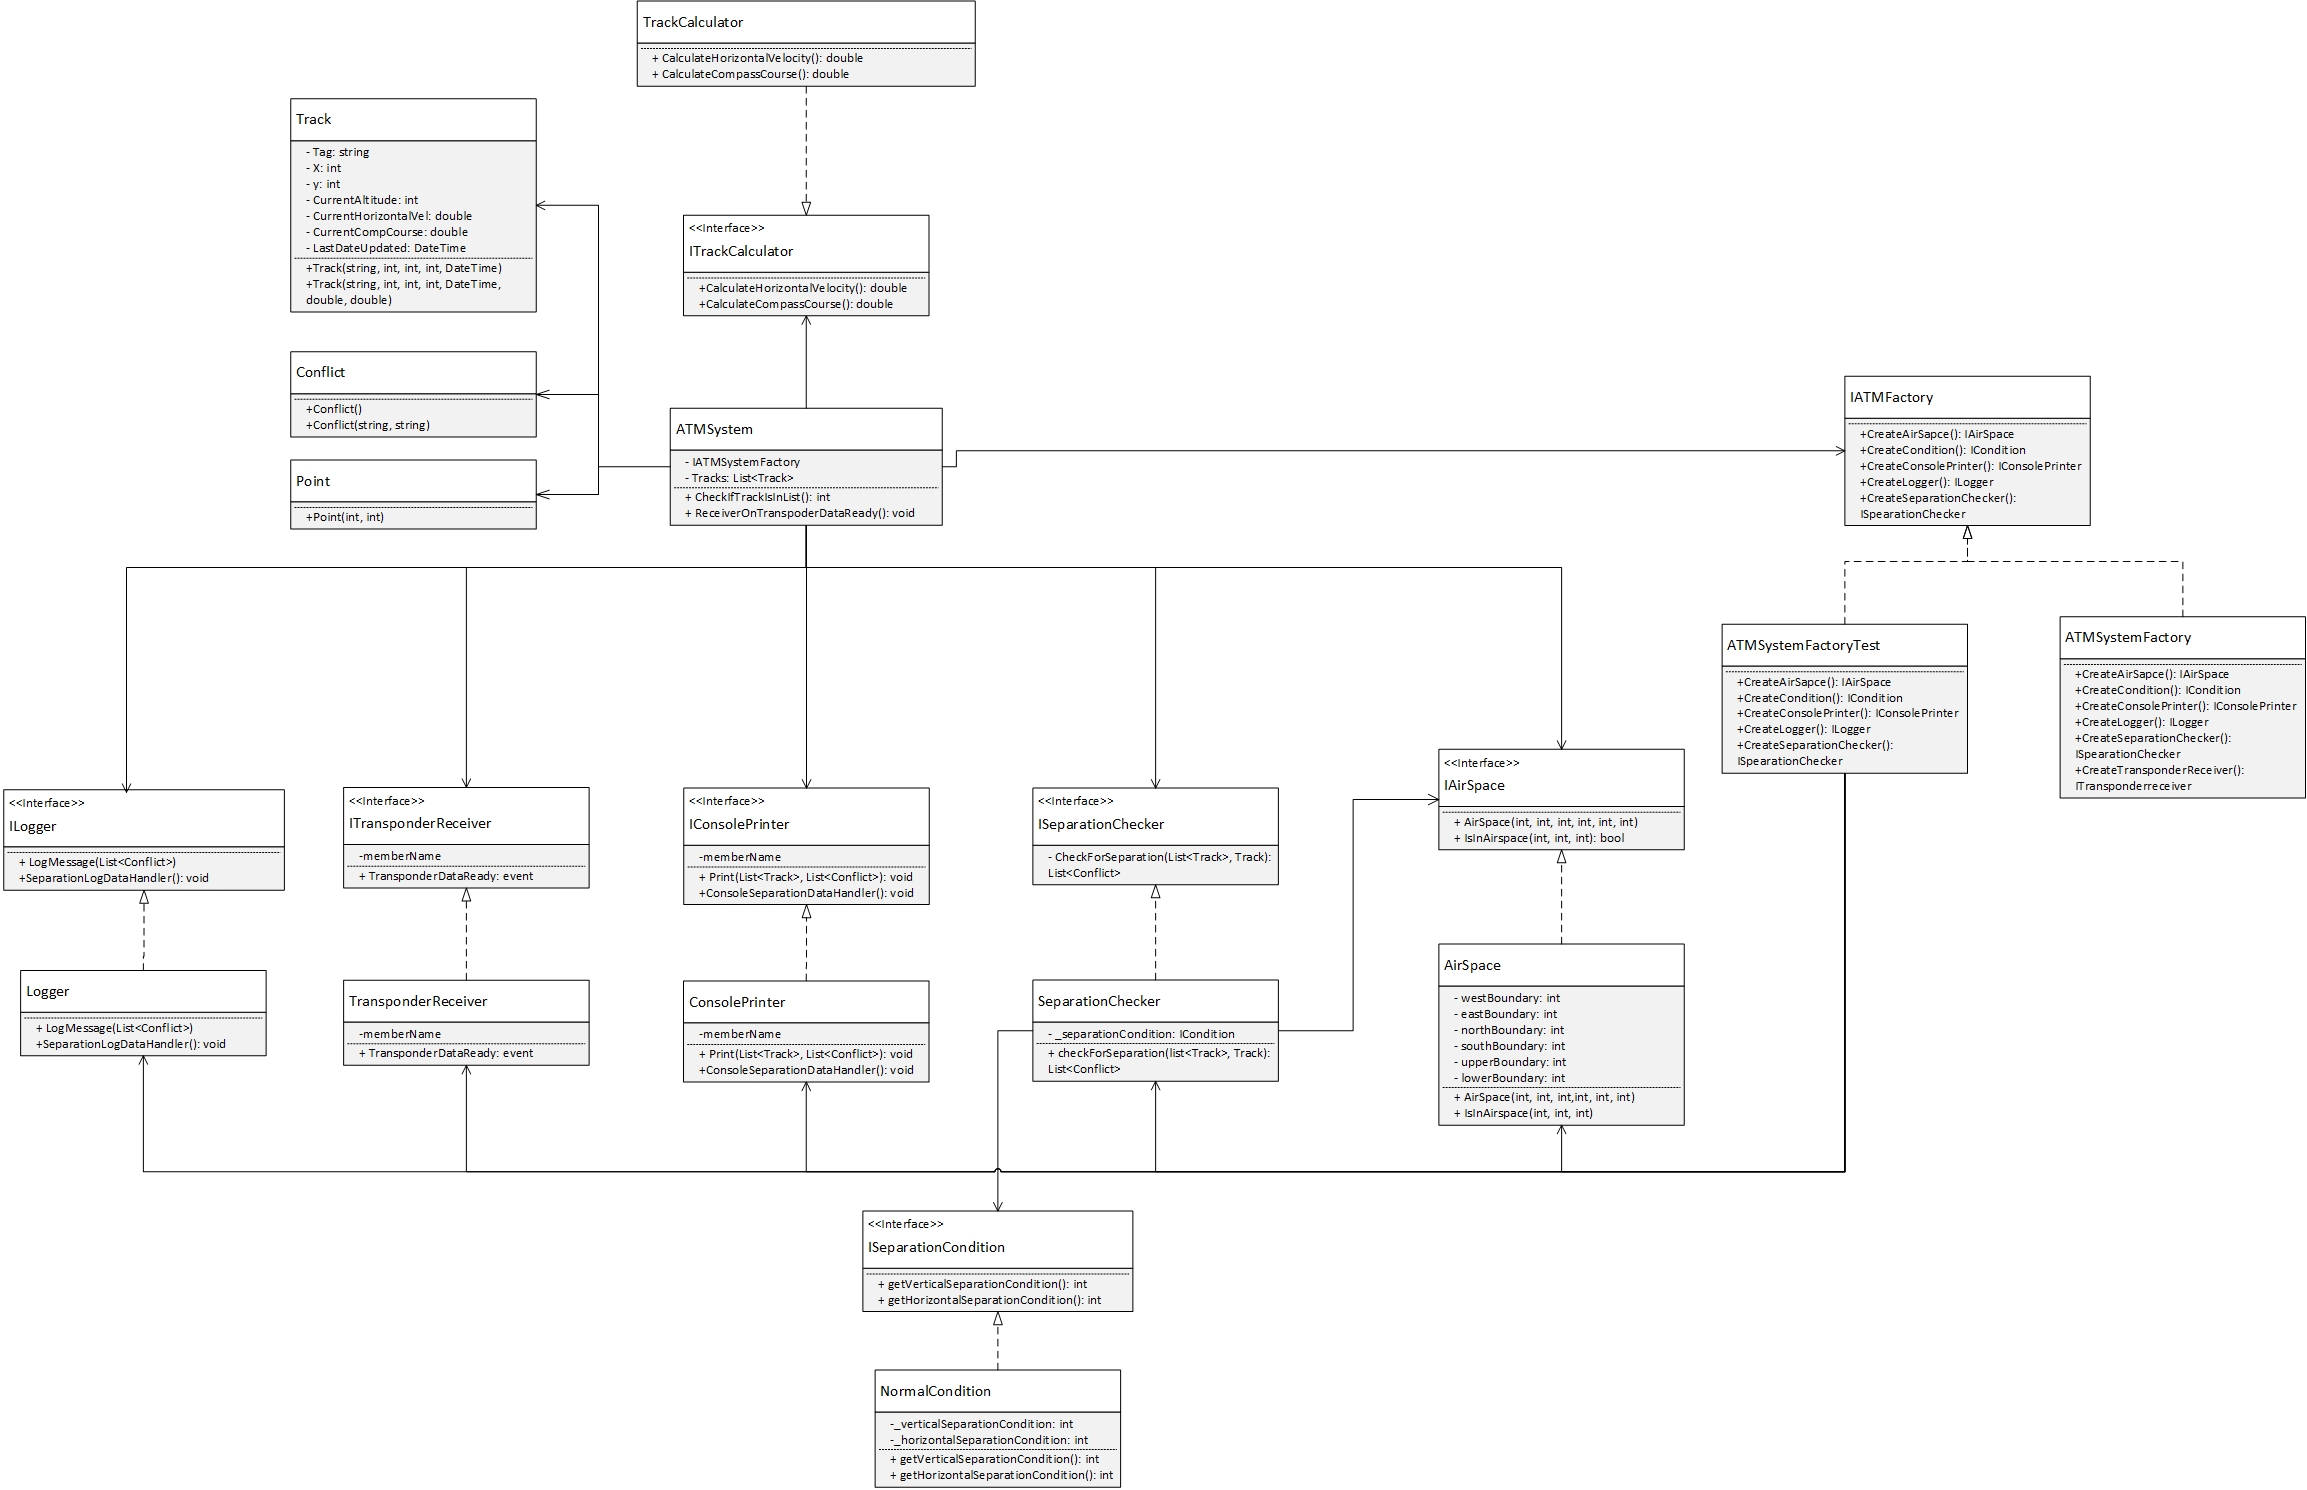 TrackCalculator
+ CalculateHorizontalVelocity(): double
+ CalculateCompassCourse(): double
Track
- Tag: string
- X: int
- y: int
- CurrentAltitude: int
- CurrentHorizontalVel: double
- CurrentCompCourse: double
- LastDateUpdated: DateTime
+Track(string, int, int, int, DateTime)
+Track(string, int, int, int, DateTime,
double, double)
<<Interface>>
ITrackCalculator
+CalculateHorizontalVelocity(): double
+CalculateCompassCourse(): double
Conflict
+Conflict()
+Conflict(string, string)
Point
+Point(int, int)
ATMSystem
- IATMSystemFactory
- Tracks: List<Track>
+ CheckIfTrackIsInList(): int
+ ReceiverOnTranspoderDataReady(): void
IATMFactory
+CreateAirSapce(): IAirSpace
+CreateCondition(): ICondition
+CreateConsolePrinter(): IConsolePrinter
+CreateLogger(): ILogger
+CreateSeparationChecker():
ISpearationChecker
ATMSystemFactoryTest
+CreateAirSapce(): IAirSpace
+CreateCondition(): ICondition
+CreateConsolePrinter(): IConsolePrinter
+CreateLogger(): ILogger
+CreateSeparationChecker():
ISpearationChecker
ATMSystemFactory
+CreateAirSapce(): IAirSpace
+CreateCondition(): ICondition
+CreateConsolePrinter(): IConsolePrinter
+CreateLogger(): ILogger
+CreateSeparationChecker():
ISpearationChecker
+CreateTransponderReceiver():
ITransponderreceiver
<<Interface>>
ILogger
+ LogMessage(List<Conflict>)
+SeparationLogDataHandler(): void
<<Interface>>
ITransponderReceiver
-memberName
+ TransponderDataReady: event
<<Interface>>
IConsolePrinter
-memberName
+ Print(List<Track>, List<Conflict>): void
+ConsoleSeparationDataHandler(): void
<<Interface>>
ISeparationChecker
- CheckForSeparation(List<Track>, Track):
List<Conflict>
<<Interface>>
IAirSpace
+ AirSpace(int, int, int, int, int, int)
+ IsInAirspace(int, int, int): bool
Logger
+ LogMessage(List<Conflict>)
+SeparationLogDataHandler(): void
TransponderReceiver
-memberName
+ TransponderDataReady: event
ConsolePrinter
-memberName
+ Print(List<Track>, List<Conflict>): void
+ConsoleSeparationDataHandler(): void
SeparationChecker
- _separationCondition: ICondition
+ checkForSeparation(list<Track>, Track):
List<Conflict>
AirSpace
- westBoundary: int
- eastBoundary: int
- northBoundary: int
- southBoundary: int
- upperBoundary: int
- lowerBoundary: int
+ AirSpace(int, int, int,int, int, int)
+ IsInAirspace(int, int, int)
<<Interface>>
ISeparationCondition
+ getVerticalSeparationCondition(): int
+ getHorizontalSeparationCondition(): int
NormalCondition
-_verticalSeparationCondition: int
-_horizontalSeparationCondition: int
+ getVerticalSeparationCondition(): int
+ getHorizontalSeparationCondition(): int